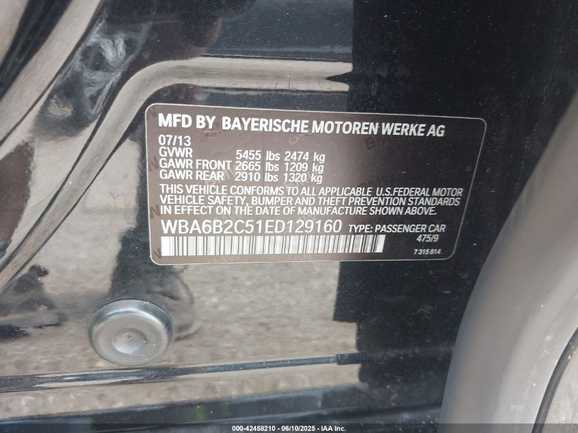 MFD BY BAYERISCHE MOTOREN WERKE AG
07/13
GVWR 5455 lbs 2474 kg
GAWR FRONT 2665 lbs 1209 kg
GAWR REAR 2910 lbs 1320 kg
THIS VEHICLE CONFORMS TO ALL APPLICABLE U.S.FEDERAL MOTOR
VEHICLE SAFETY, BUMPER AND THEFT PREVENTION STANDARDS
IN EFFECT ON THE DATE OF MANUFACTURE SHOWN ABOVE.
WBA6B2C51ED129160 TYPE: PASSENGER CAR
475/9
7 315 814
000-42458210 - 06/10/2025 - IAA Inc.